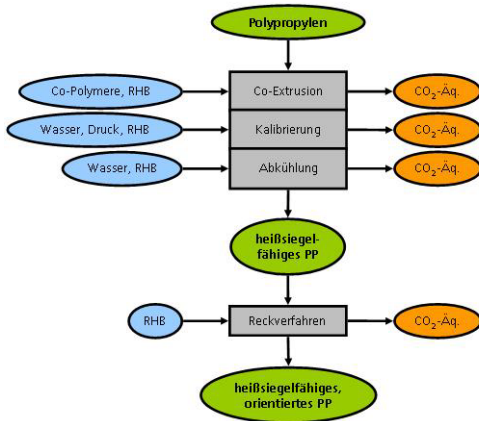 Polypropylen
Co-Polymere, RHB
Co-Extrusion
CO₂-Äq.
Wasser, Druck, RHB
Kalibrierung
CO₂-Äq.
Wasser, RHB
Abkühlung
CO₂-Äq.
heißsiegel-
fähiges PP
RHB
Reckverfahren
CO₂-Äq.
heißsiegelfähiges,
orientiertes PP